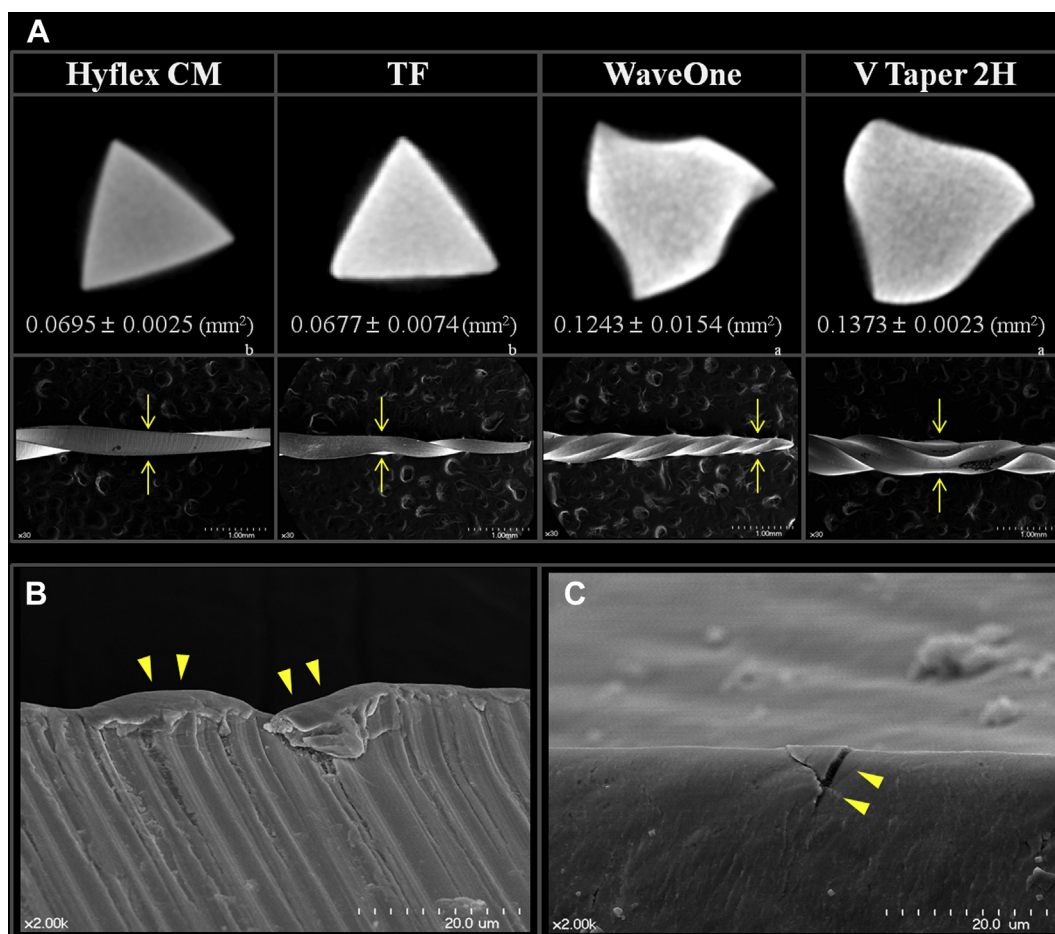 A
Hyflex CM TF WaveOne V Taper 2H
0.0695 ± 0.0025 (mm²) 0.0677 ± 0.0074 (mm²) 0.1243 ± 0.0154 (mm²) 0.1373 ± 0.0023 (mm²)
b b a a
x30 1.00mm x30 1.00mm x30 1.00mm x30 1.00mm
B C
x2.00k 20.0 um x2.00k 20.0 um